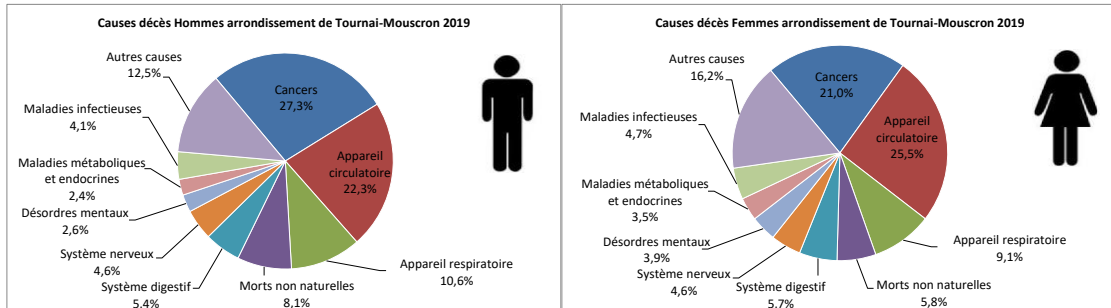 Causes décès Hommes arrondissement de Tournai-Mouscron 2019
Autres causes
12,5%
Cancers
27,3%
Maladies infectieuses
4,1%
Appareil
circulatoire
22,3%
Maladies métaboliques
et endocrines
2,4%
Désordres mentaux
2,6%
Système nerveux
4,6%
Système digestif
5,4%
Morts non naturelles
8,1%
Appareil respiratoire
10,6%
Causes décès Femmes arrondissement de Tournai-Mouscron 2019
Autres causes
16,2%
Cancers
21,0%
Maladies infectieuses
4,7%
Appareil
circulatoire
25,5%
Maladies métaboliques
et endocrines
3,5%
Désordres mentaux
3,9%
Système nerveux
4,6%
Système digestif
5,7%
Morts non naturelles
5,8%
Appareil respiratoire
9,1%